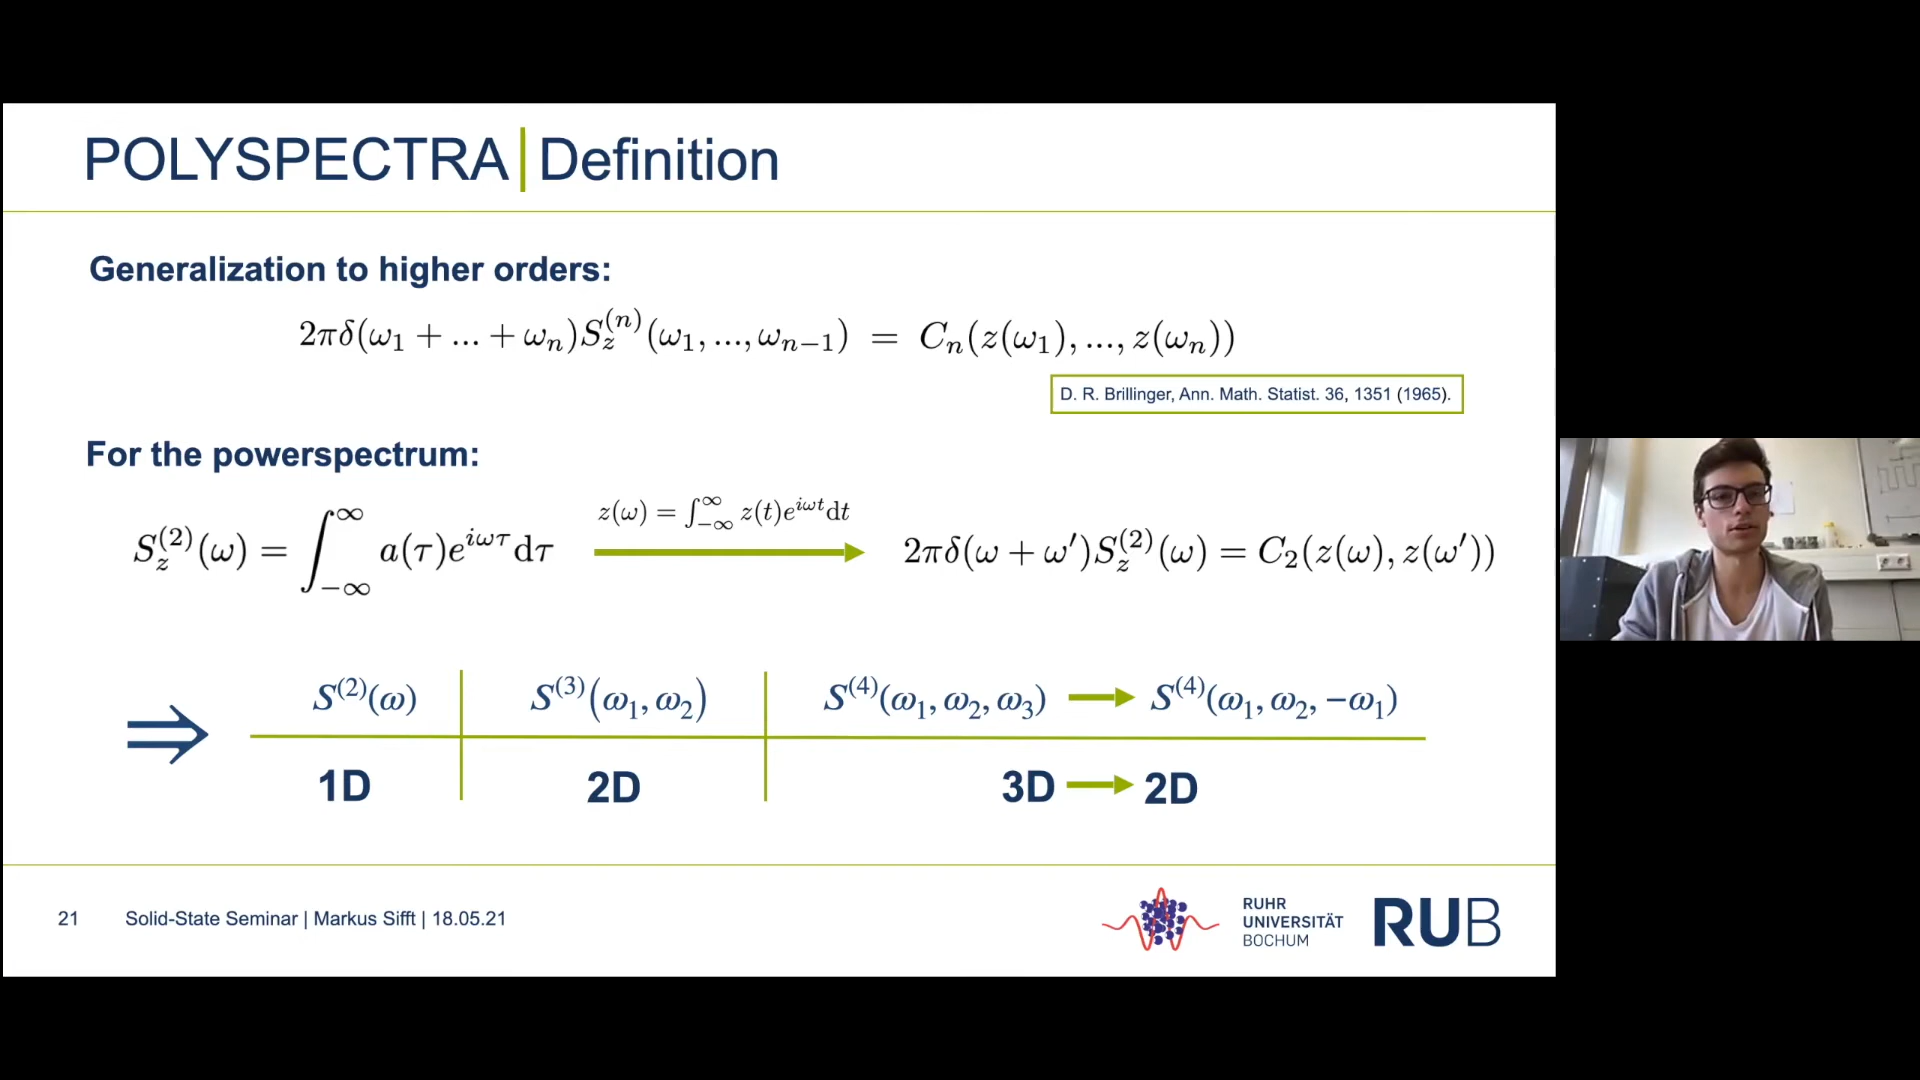 POLYSPECTRA | Definition
Generalization to higher orders:
2πδ(ω₁ + ... + ωₙ)S_z^(n)(ω₁, ..., ωₙ₋₁) = Cₙ(z(ω₁), ..., z(ωₙ))
D. R. Brillinger, Ann. Math. Statist. 36, 1351 (1965).
For the powerspectrum:
z(ω) = ∫_{-∞}^{∞} z(t)e^{iωt}dt
S_z^(2)(ω) = ∫_{-∞}^{∞} a(τ)e^{iωτ}dτ 2πδ(ω + ω′)S_z^(2)(ω) = C₂(z(ω), z(ω′))
⇒ S^(2)(ω) S^(3)(ω₁, ω₂) S^(4)(ω₁, ω₂, ω₃) → S^(4)(ω₁, ω₂, −ω₁)
1D 2D 3D → 2D
21 Solid-State Seminar | Markus Sifft | 18.05.21
RUHR
UNIVERSITÄT
BOCHUM
RUB